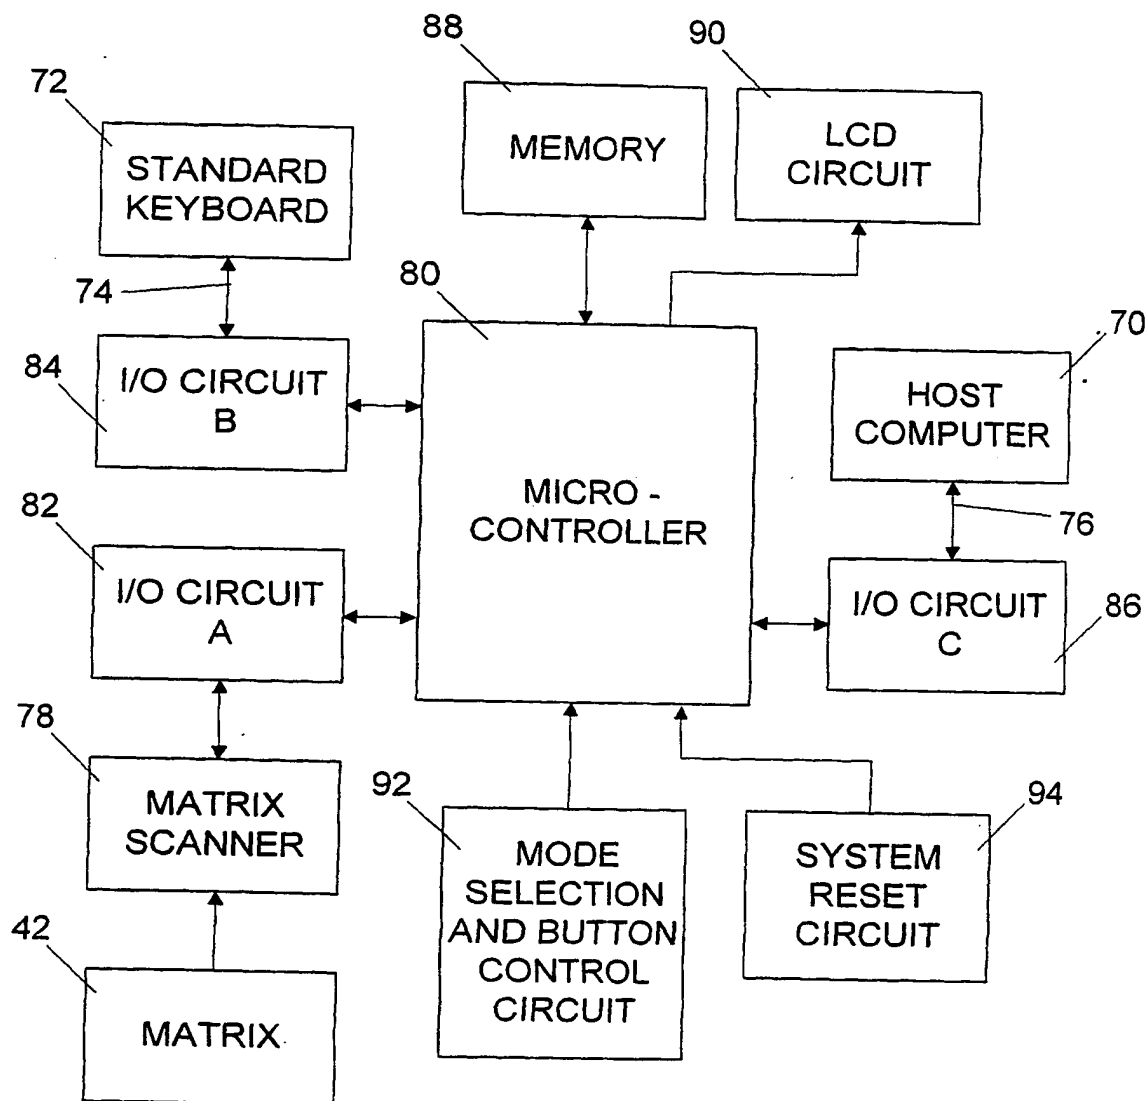 88
90
72
MEMORY
LCD
CIRCUIT
STANDARD
KEYBOARD
74
80
70
84
I/O CIRCUIT
B
HOST
COMPUTER
MICRO -
CONTROLLER
82
76
I/O CIRCUIT
A
I/O CIRCUIT
C
86
78
92
94
MATRIX
SCANNER
MODE
SELECTION
AND BUTTON
CONTROL
CIRCUIT
SYSTEM
RESET
CIRCUIT
42
MATRIX